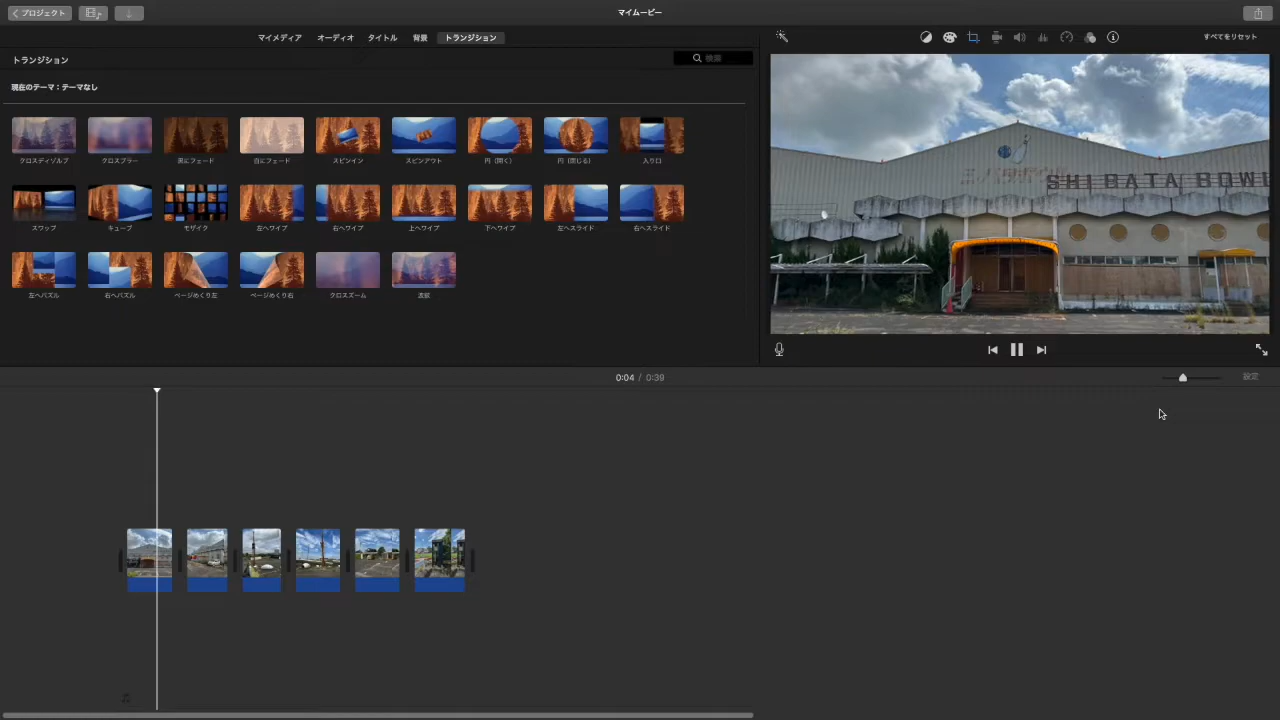 プロジェクト
マイムービー
マイメディア オーディオ タイトル 背景 トランジション
すべてをリセット
トランジション
検索
現在のテーマ：テーマなし
クロスディゾルブ クロスブラー 黒にフェード 白にフェード スピンイン スピンアウト 円（開く） 円（閉じる） 入り口
スワップ キューブ モザイク 左へワイプ 右へワイプ 上へワイプ 下へワイプ 左へスライド 右へスライド
左へパズル 右へパズル ページめくり左 ページめくり右 クロスズーム 波紋
SHIBATA BOWL
0:04 / 0:39
設定